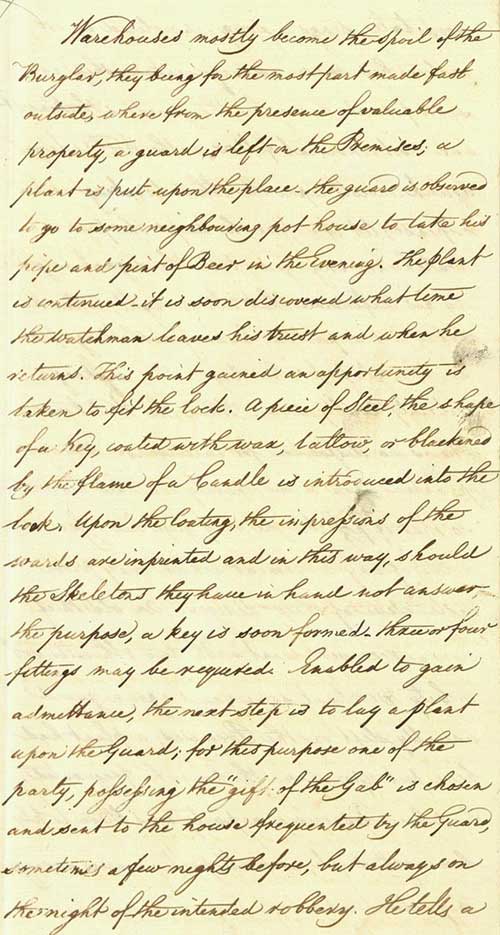 Warehouses mostly become the spoil of the
Burglar, they being for the most part made fast
outside, where from the presence of valuable
property, a guard is left on the Premises; a
plant is put upon the place - the guard is observed
to go to some neighbouring pot house to take his
pipe and pint of Beer in the Evening. The plant
is continued - it is soon discovered what time
the watchman leaves his trust and when he
returns. This point gained an apportunity is
taken to fit the lock. A piece of Steel, the shape
of a Key, coated with wax, tallow, or blackened
by the flame of a Candle is introduced into the
lock. Upon the coating, the impressions of the
wards are imprinted and in this way, should
the Skeletons they have in hand not answer
the purpose, a key is soon formed - three or four
fittings may be required. Enabled to gain
admittance, the next step is to lay a plant
upon the Guard; for this purpose one of the
party, possessing the "gift of the Gab" is chosen
and sent to the house frequented by the Guard,
sometimes a few nights before, but always on
the night of the intended robbery. He tells a